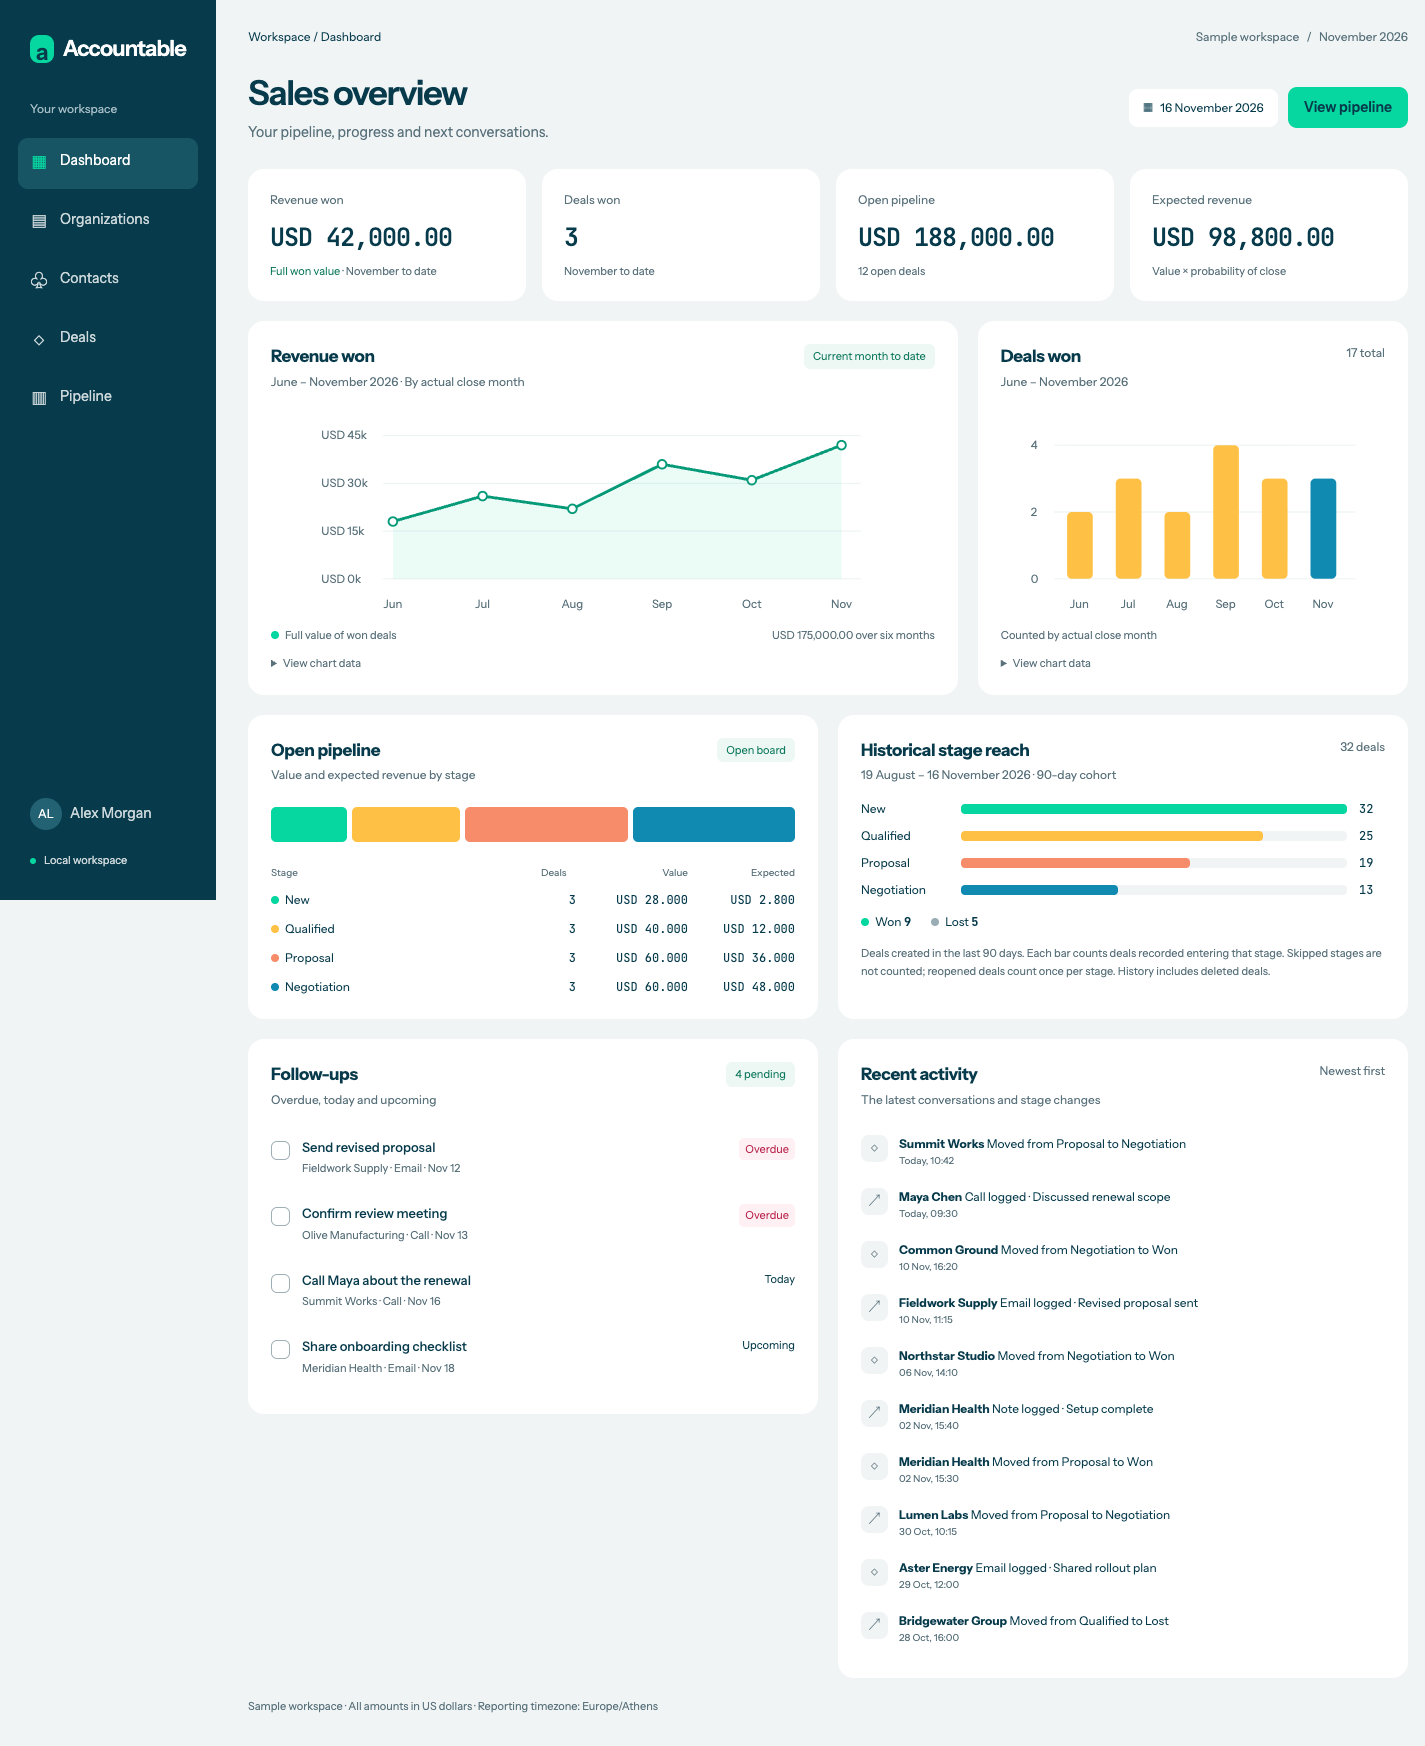 a Accountable
Your workspace
Dashboard
Organizations
Contacts
Deals
Pipeline
AL Alex Morgan
Local workspace
Workspace / Dashboard
Sample workspace / November 2026
Sales overview
Your pipeline, progress and next conversations.
16 November 2026
View pipeline
Revenue won
USD 42,000.00
Full won value · November to date
Deals won
3
November to date
Open pipeline
USD 188,000.00
12 open deals
Expected revenue
USD 98,800.00
Value × probability of close
Revenue won
Current month to date
June – November 2026 · By actual close month
USD 45k
USD 30k
USD 15k
USD 0k
Jun Jul Aug Sep Oct Nov
Full value of won deals
USD 175,000.00 over six months
View chart data
Deals won
17 total
June – November 2026
4
2
0
Jun Jul Aug Sep Oct Nov
Counted by actual close month
View chart data
Open pipeline
Open board
Value and expected revenue by stage
Stage Deals Value Expected
New 3 USD 28.000 USD 2.800
Qualified 3 USD 40.000 USD 12.000
Proposal 3 USD 60.000 USD 36.000
Negotiation 3 USD 60.000 USD 48.000
Historical stage reach
32 deals
19 August – 16 November 2026 · 90-day cohort
New 32
Qualified 25
Proposal 19
Negotiation 13
Won 9 Lost 5
Deals created in the last 90 days. Each bar counts deals recorded entering that stage. Skipped stages are
not counted; reopened deals count once per stage. History includes deleted deals.
Follow-ups
4 pending
Overdue, today and upcoming
Send revised proposal
Overdue
Fieldwork Supply · Email · Nov 12
Confirm review meeting
Overdue
Olive Manufacturing · Call · Nov 13
Call Maya about the renewal
Today
Summit Works · Call · Nov 16
Share onboarding checklist
Upcoming
Meridian Health · Email · Nov 18
Recent activity
Newest first
The latest conversations and stage changes
Summit Works Moved from Proposal to Negotiation
Today, 10:42
Maya Chen Call logged · Discussed renewal scope
Today, 09:30
Common Ground Moved from Negotiation to Won
10 Nov, 16:20
Fieldwork Supply Email logged · Revised proposal sent
10 Nov, 11:15
Northstar Studio Moved from Negotiation to Won
06 Nov, 14:10
Meridian Health Note logged · Setup complete
02 Nov, 15:40
Meridian Health Moved from Proposal to Won
02 Nov, 15:30
Lumen Labs Moved from Proposal to Negotiation
30 Oct, 10:15
Aster Energy Email logged · Shared rollout plan
29 Oct, 12:00
Bridgewater Group Moved from Qualified to Lost
28 Oct, 16:00
Sample workspace · All amounts in US dollars · Reporting timezone: Europe/Athens